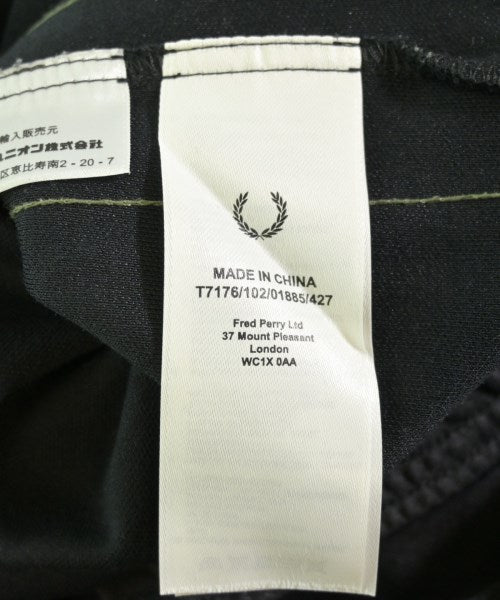 輸入販売元
ニオン株式会社
区恵比寿南2-20-7
MADE IN CHINA
T7176/102/01885/427
Fred Perry Ltd
37 Mount Pleasant
London
WC1X 0AA